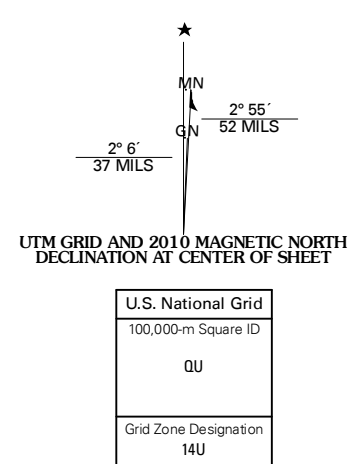 MN
2° 55´
52 MILS
GN
2° 6´
37 MILS
UTM GRID AND 2010 MAGNETIC NORTH
DECLINATION AT CENTER OF SHEET
U.S. National Grid
100,000-m Square ID
QU
Grid Zone Designation
14U